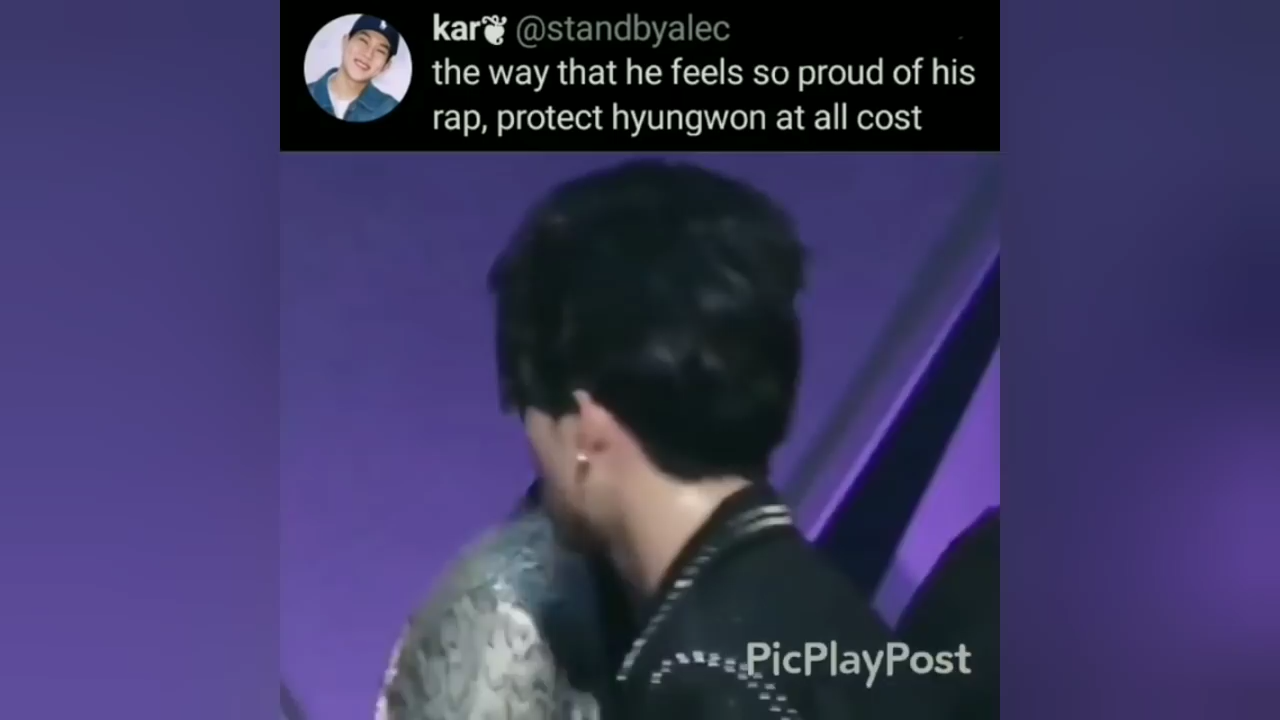 kar❦ @standbyalec
the way that he feels so proud of his
rap, protect hyungwon at all cost
PicPlayPost